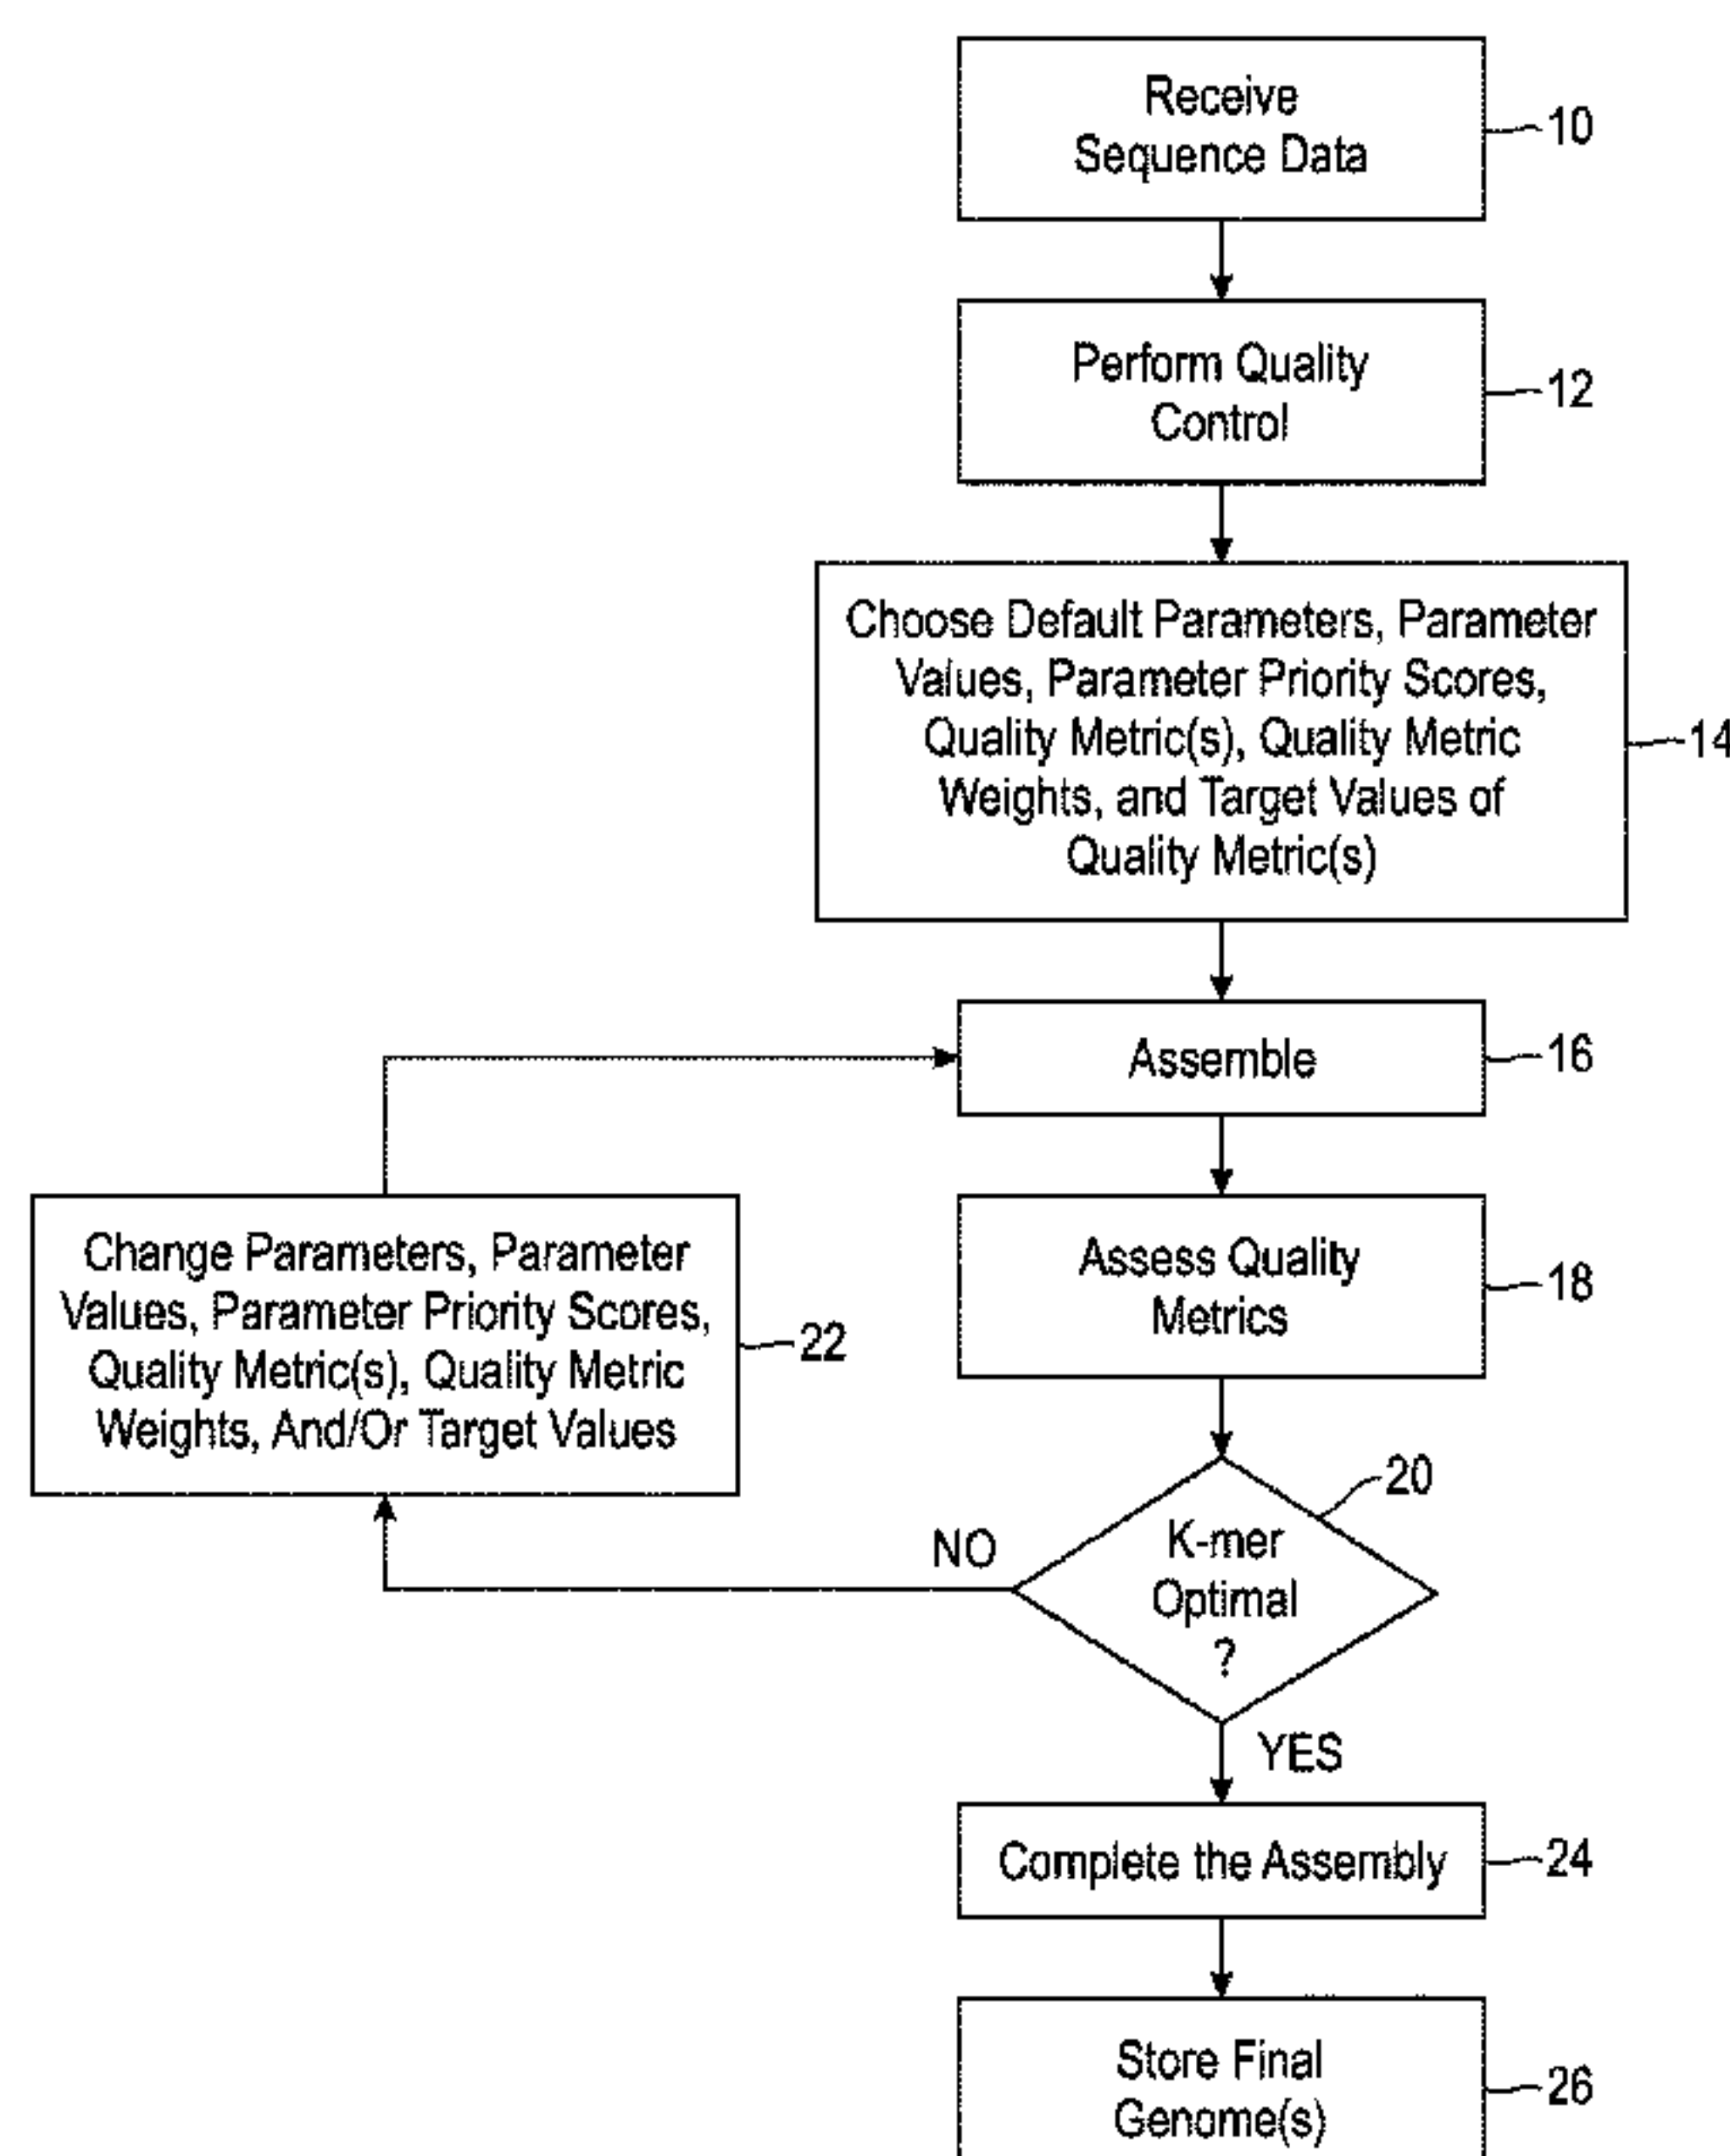 Receive
Sequence Data
10
Perform Quality
Control
12
Choose Default Parameters, Parameter
Values, Parameter Priority Scores,
Quality Metric(s), Quality Metric
Weights, and Target Values of
Quality Metric(s)
14
Assemble
16
Assess Quality
Metrics
18
Change Parameters, Parameter
Values, Parameter Priority Scores,
Quality Metric(s), Quality Metric
Weights, And/Or Target Values
22
20
NO
K-mer
Optimal
?
YES
Complete the Assembly
24
Store Final
Genome(s)
26